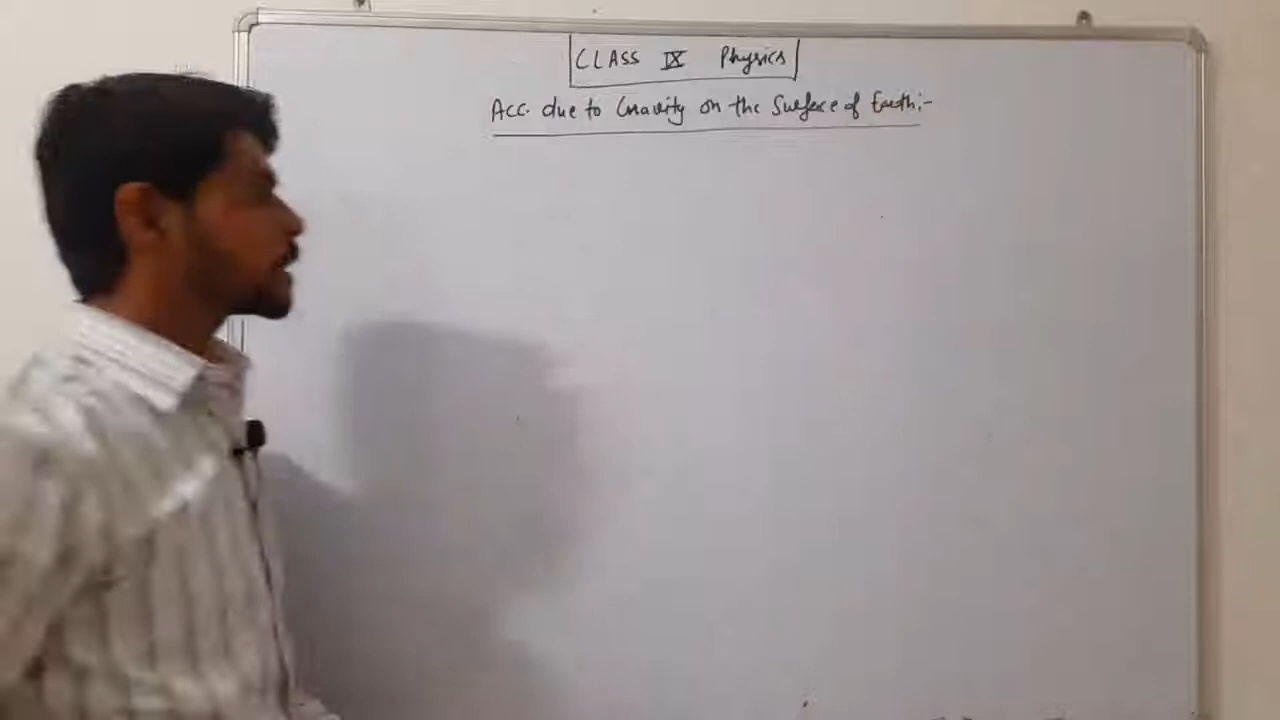 CLASS IX Physics
Acc. due to Gravity on the Surface of Earth:-